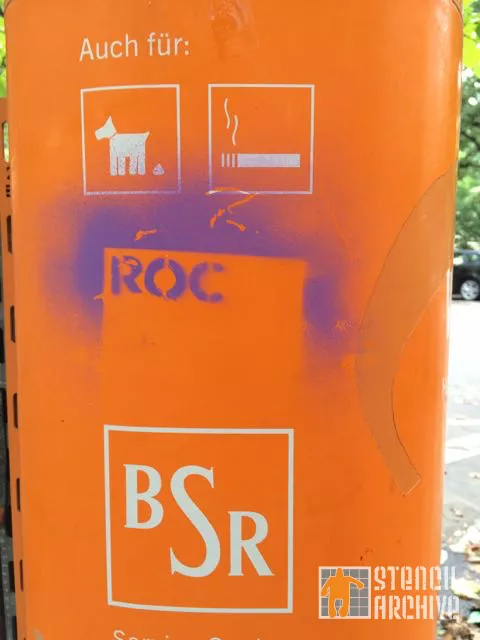 Auch für:
ROC
BSR
STENCIL
ARCHIVE